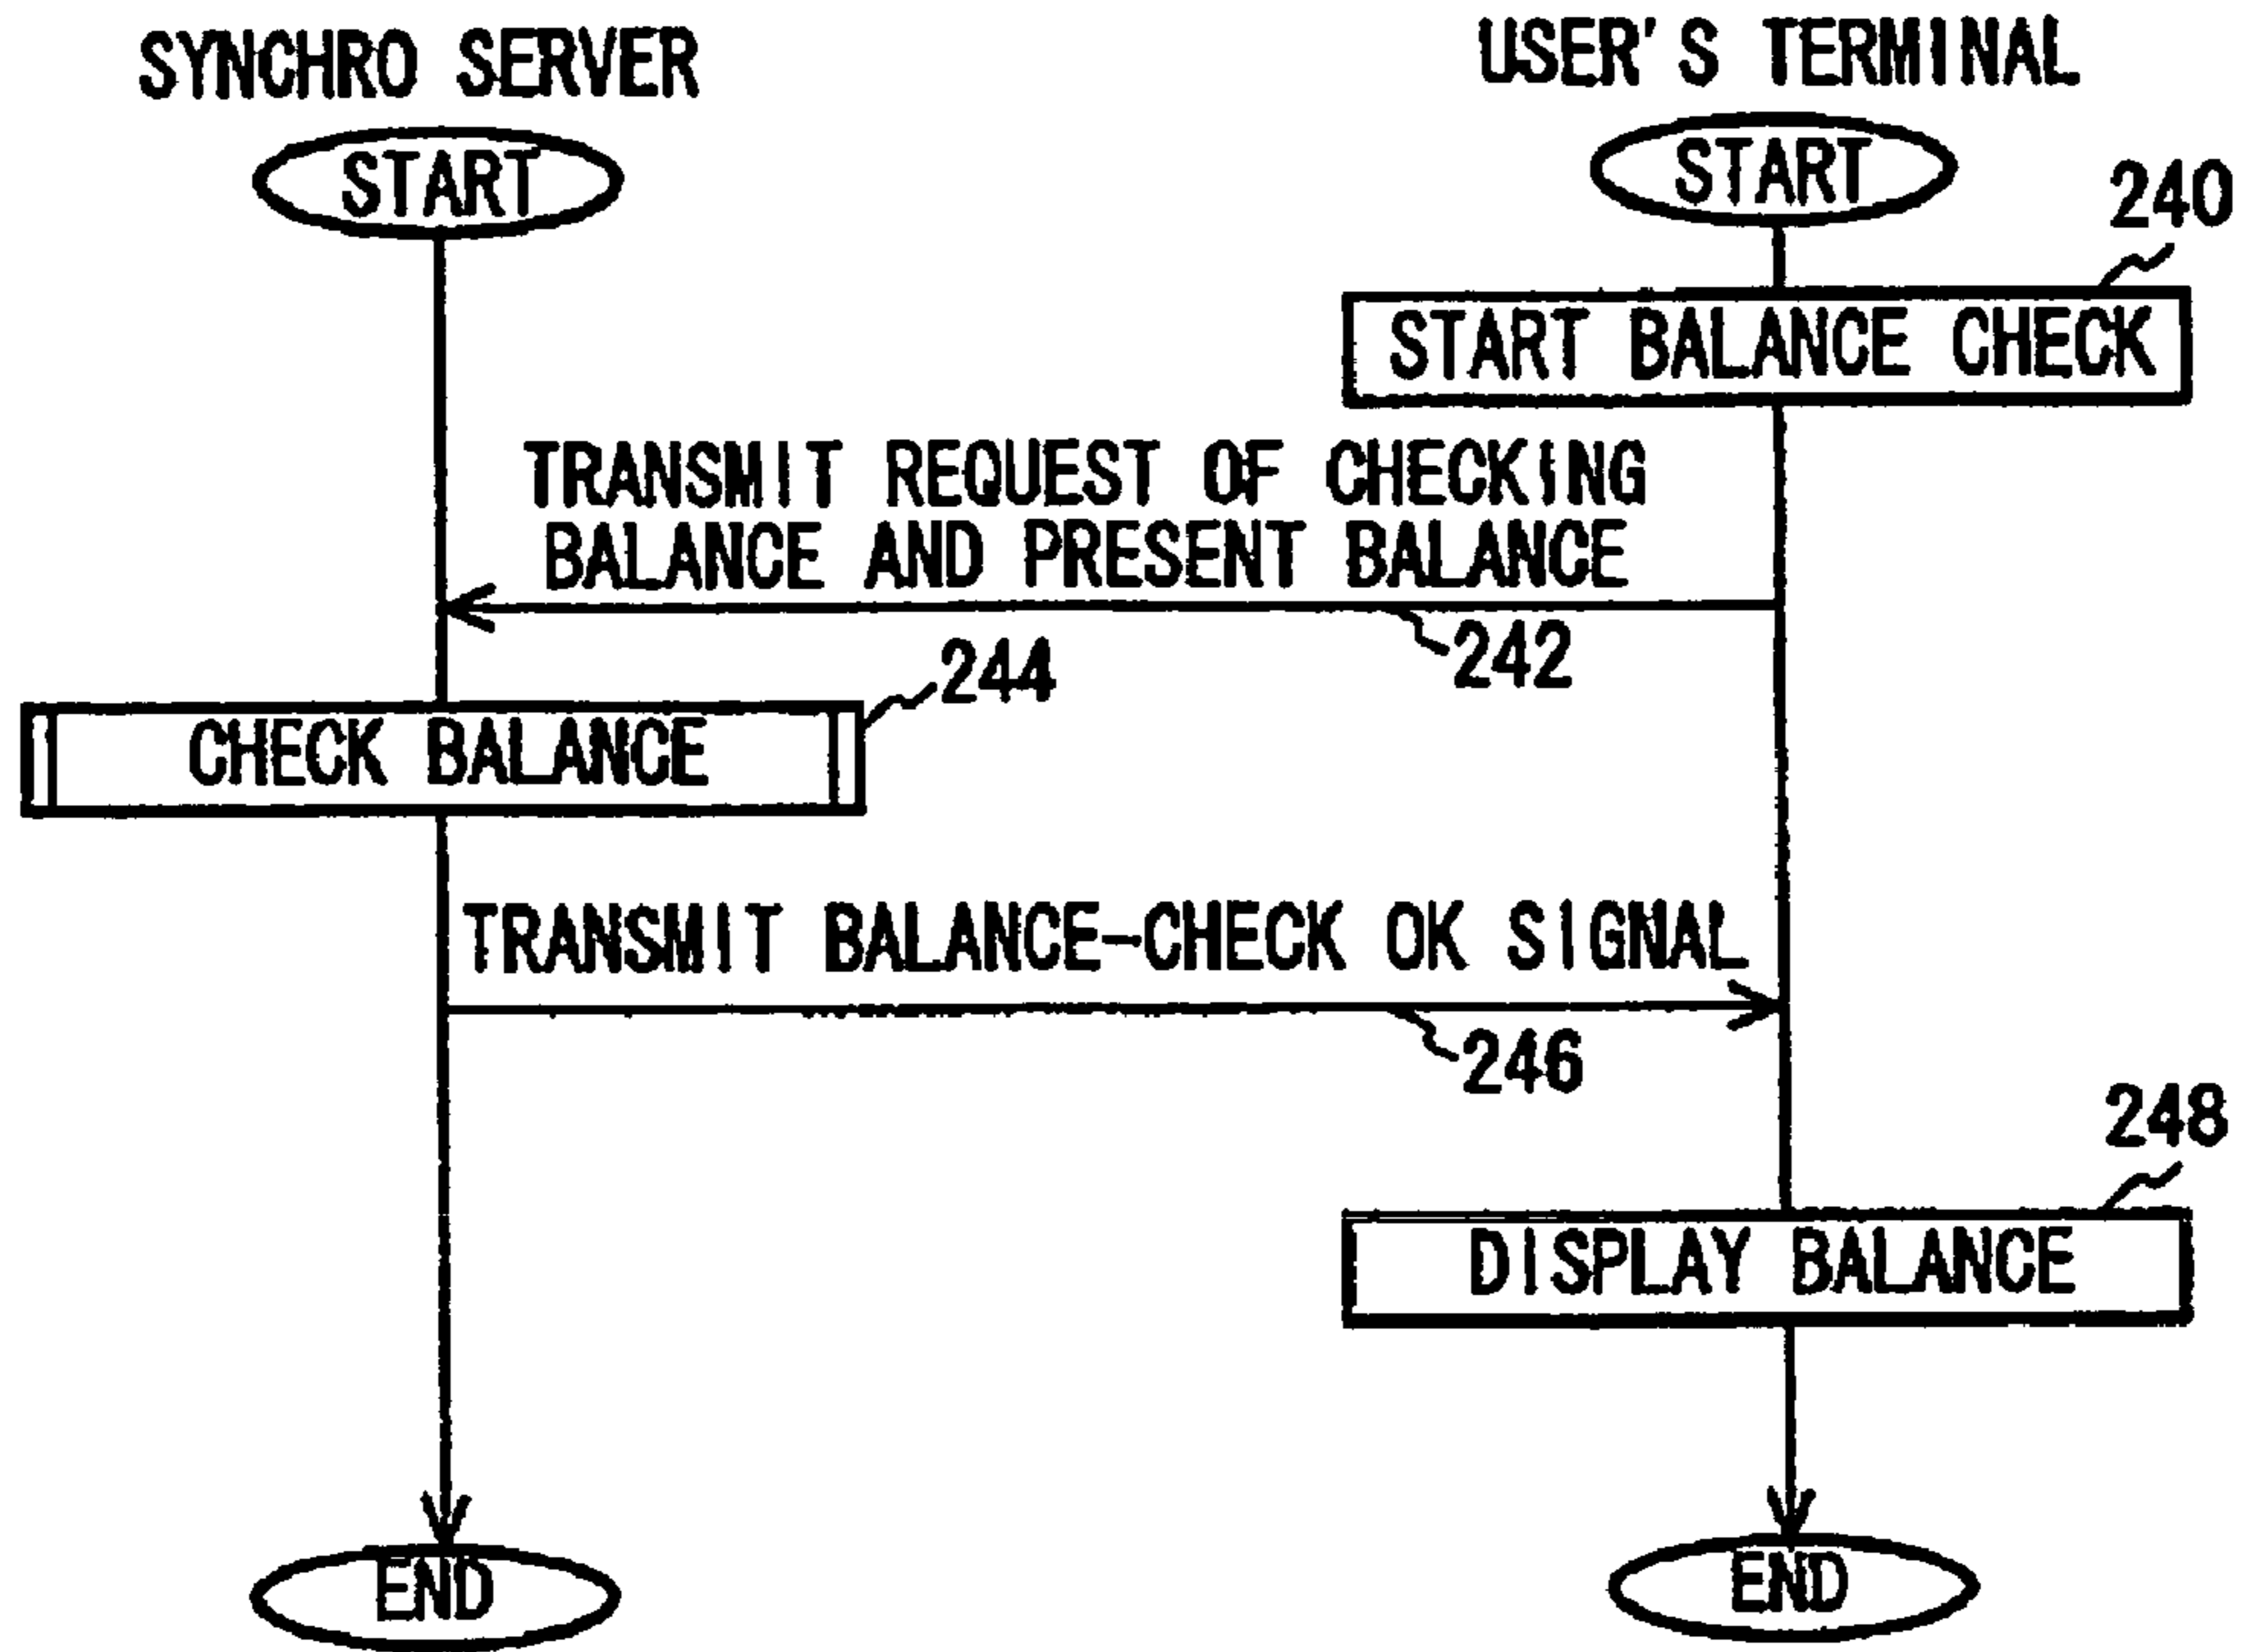 SYNCHRO SERVER
USER'S TERMINAL
START
START
240
START BALANCE CHECK
TRANSMIT REQUEST OF CHECKING
BALANCE AND PRESENT BALANCE
242
244
CHECK BALANCE
TRANSMIT BALANCE-CHECK OK SIGNAL
246
248
DISPLAY BALANCE
END
END